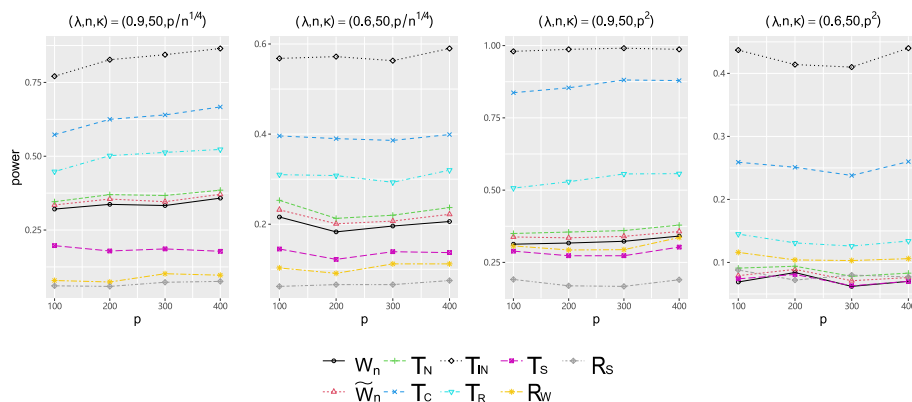 (λ,n,κ) = (0.9,50,p/n^1/4)
(λ,n,κ) = (0.6,50,p/n^1/4)
(λ,n,κ) = (0.9,50,p²)
(λ,n,κ) = (0.6,50,p²)
power
0.75
0.50
0.25
100 200 300 400
p
0.6
0.4
0.2
100 200 300 400
p
1.00
0.75
0.50
0.25
100 200 300 400
p
0.4
0.3
0.2
0.1
100 200 300 400
p
W_n T_N T_IN T_S R_S
W̃_n T_C T_R R_W